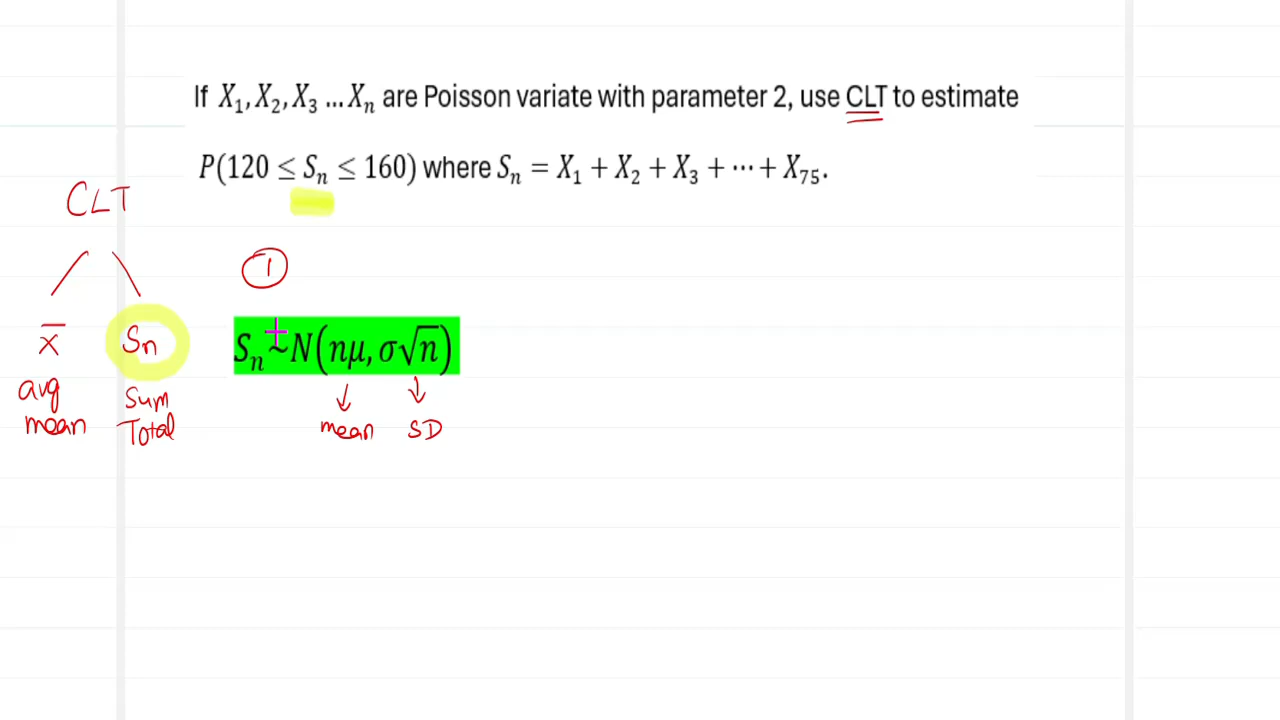 If X₁, X₂, X₃ ... Xₙ are Poisson variate with parameter 2, use CLT to estimate
P(120 ≤ Sₙ ≤ 160) where Sₙ = X₁ + X₂ + X₃ + ⋯ + X₇₅.
CLT
①
x̄ Sₙ
Sₙ ~ N(nμ, σ√n)
avg mean
Sum Total
mean SD